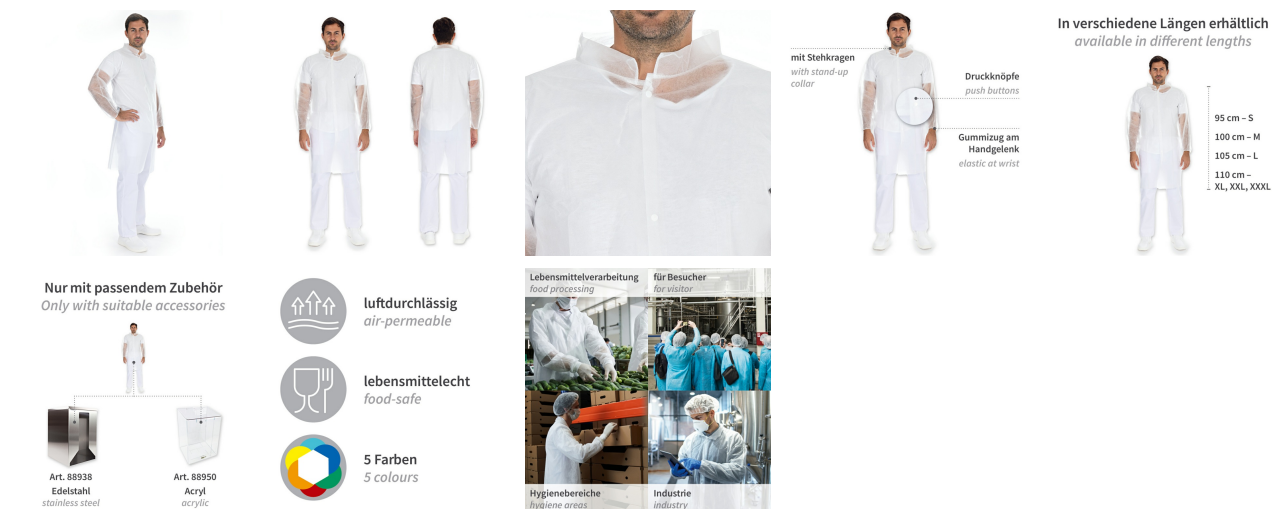 mit Stehkragen
with stand-up
collar
Druckknöpfe
push buttons
Gummizug am
Handgelenk
elastic at wrist
In verschiedene Längen erhältlich
available in different lengths
95 cm – S
100 cm – M
105 cm – L
110 cm –
XL, XXL, XXXL
Nur mit passendem Zubehör
Only with suitable accessories
Art. 88938
Edelstahl
stainless steel
Art. 88950
Acryl
acrylic
luftdurchlässig
air-permeable
lebensmittelecht
food-safe
5 Farben
5 colours
Lebensmittelverarbeitung
food processing
für Besucher
for visitor
Hygienebereiche
hygiene areas
Industrie
industry